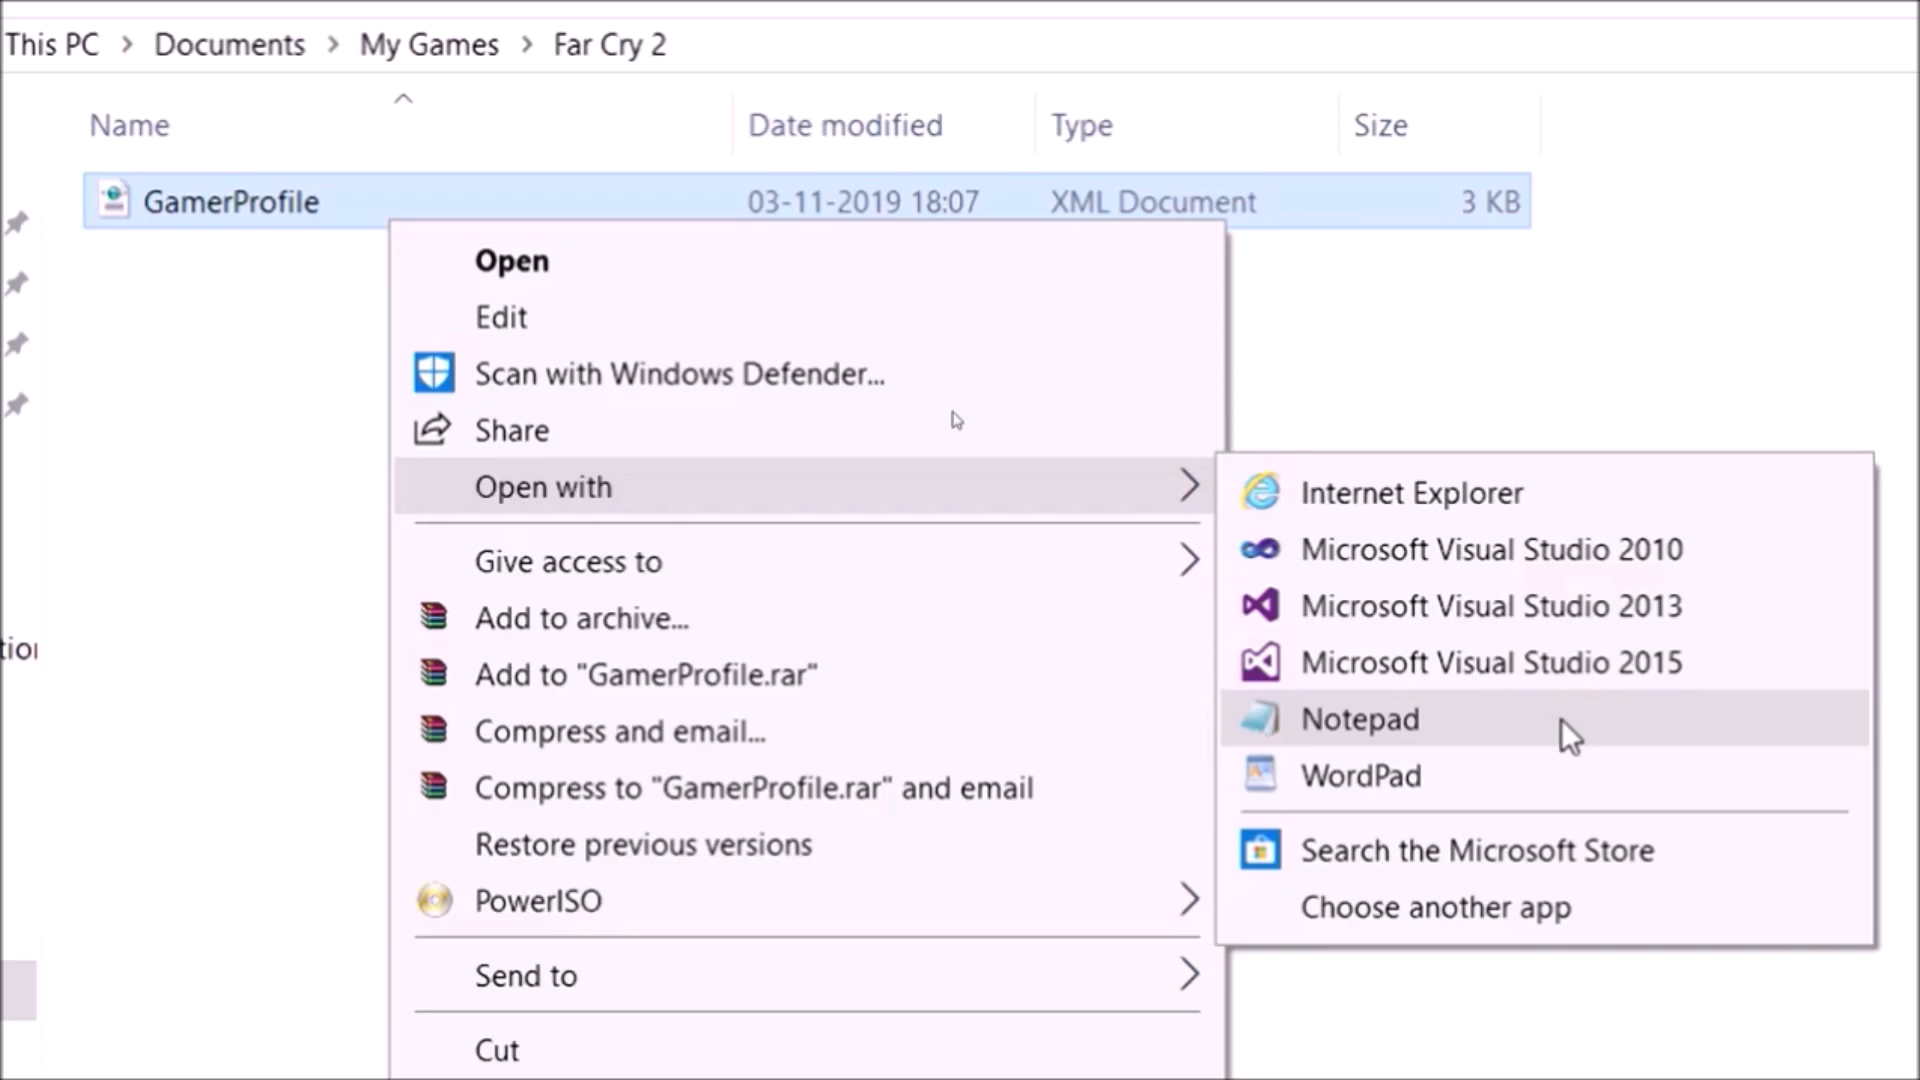 This PC > Documents > My Games > Far Cry 2
Name Date modified Type Size
GamerProfile 03-11-2019 18:07 XML Document 3 KB
Open
Edit
Scan with Windows Defender...
Share
Open with
Give access to
Add to archive...
Add to "GamerProfile.rar"
Compress and email...
Compress to "GamerProfile.rar" and email
Restore previous versions
PowerISO
Send to
Cut
Internet Explorer
Microsoft Visual Studio 2010
Microsoft Visual Studio 2013
Microsoft Visual Studio 2015
Notepad
WordPad
Search the Microsoft Store
Choose another app